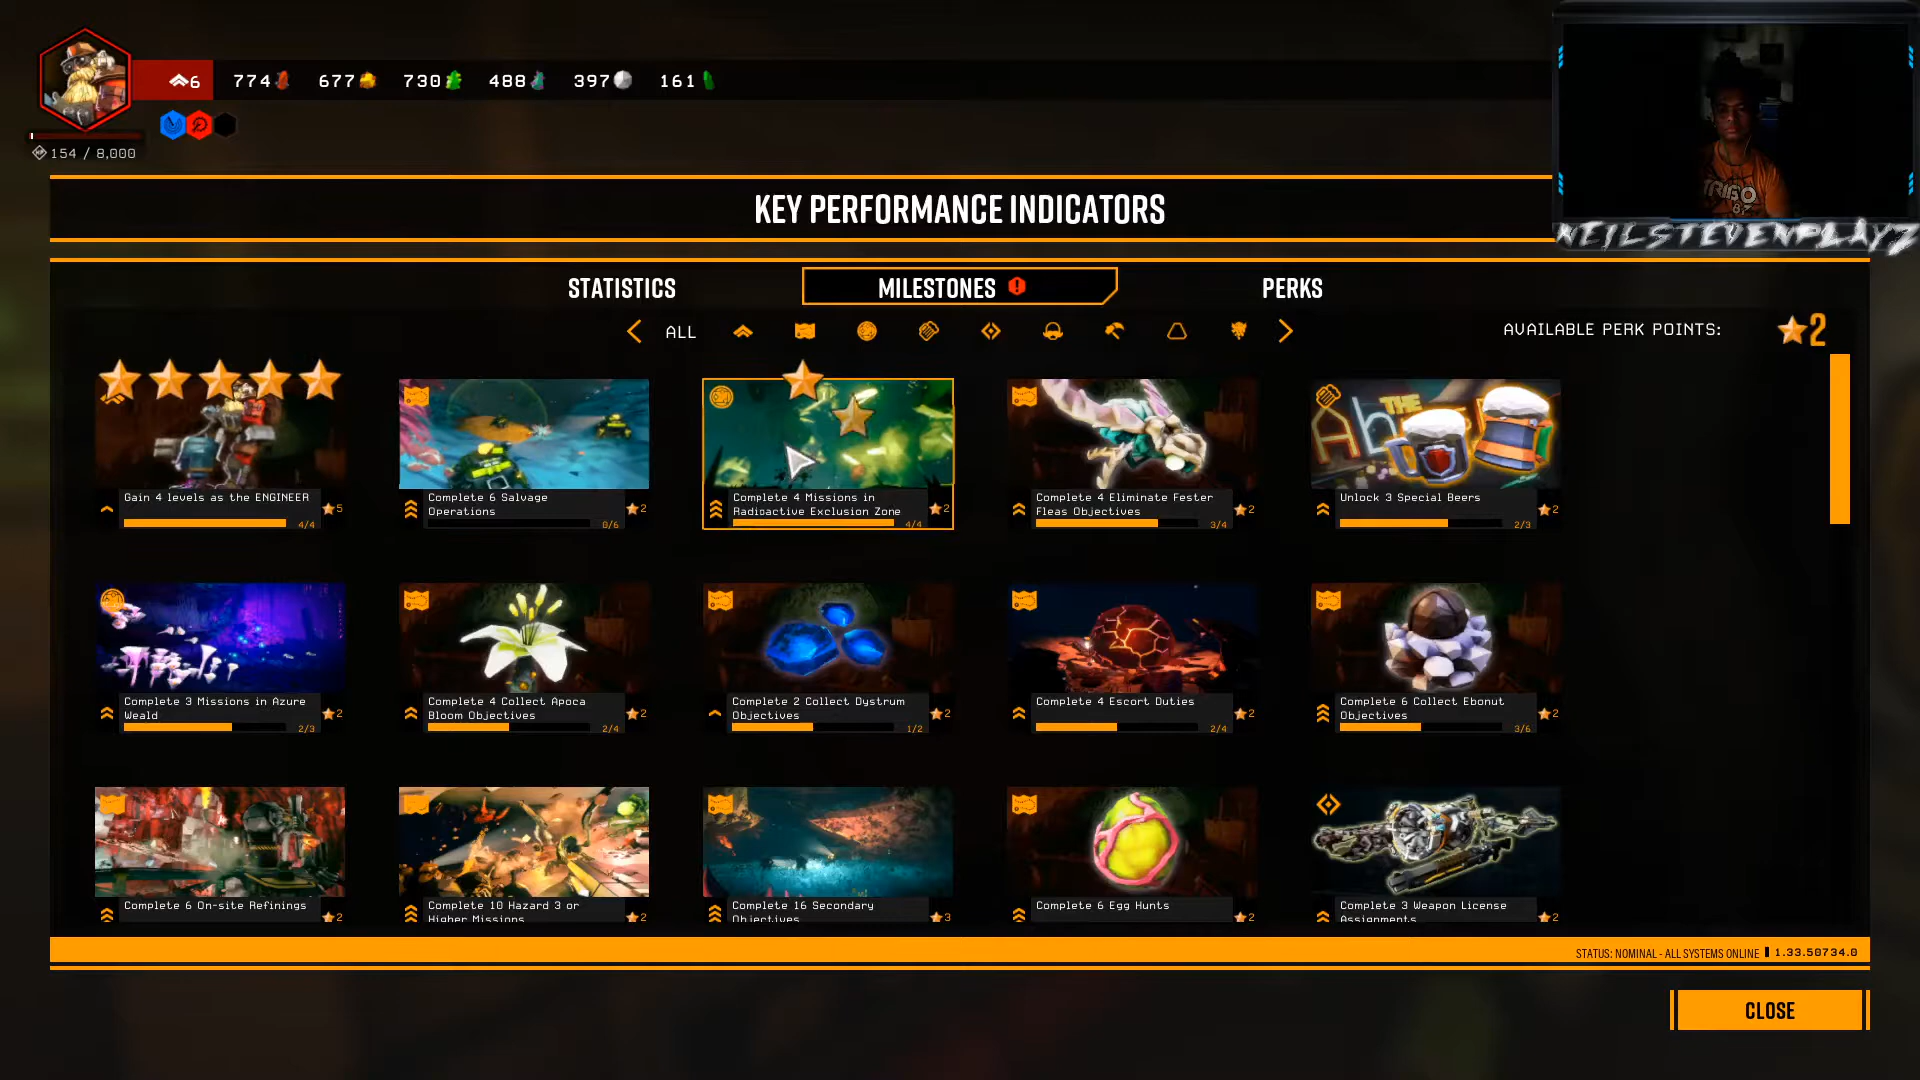 6 774 677 730 488 397 161
154 / 8,000
TRIBO
NEILSTEVENPLAYZ
KEY PERFORMANCE INDICATORS
STATISTICS MILESTONES PERKS
ALL
AVAILABLE PERK POINTS: 2
Gain 4 levels as the ENGINEER
5
4/4
Complete 6 Salvage
Operations
2
0/6
Complete 4 Missions in
Radioactive Exclusion Zone
2
4/4
Complete 4 Eliminate Fester
Fleas Objectives
2
3/4
THE
Ab
Unlock 3 Special Beers
2
2/3
Complete 3 Missions in Azure
Weald
2
2/3
Complete 4 Collect Apoca
Bloom Objectives
2
2/4
Complete 2 Collect Dystrum
Objectives
2
1/2
Complete 4 Escort Duties
2
2/4
Complete 6 Collect Ebonut
Objectives
2
3/6
Complete 6 On-site Refinings
2
Complete 10 Hazard 3 or
Higher Missions
2
Complete 16 Secondary
Objectives
3
Complete 6 Egg Hunts
2
Complete 3 Weapon License
Assignments
2
STATUS: NOMINAL - ALL SYSTEMS ONLINE 1.33.50734.0
CLOSE